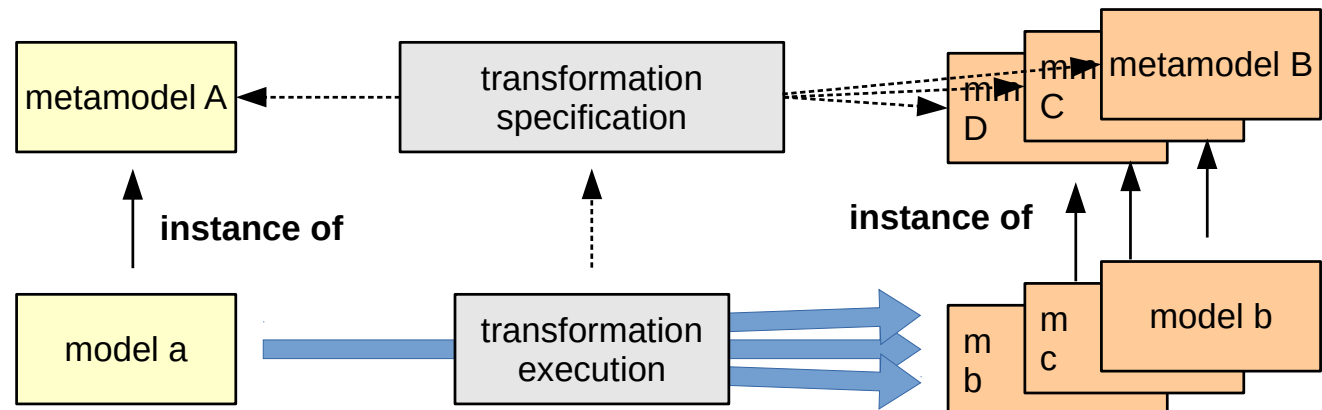 metamodel A
transformation
specification
mm
D
mm
C
metamodel B
instance of
instance of
model a
transformation
execution
m
b
m
c
model b